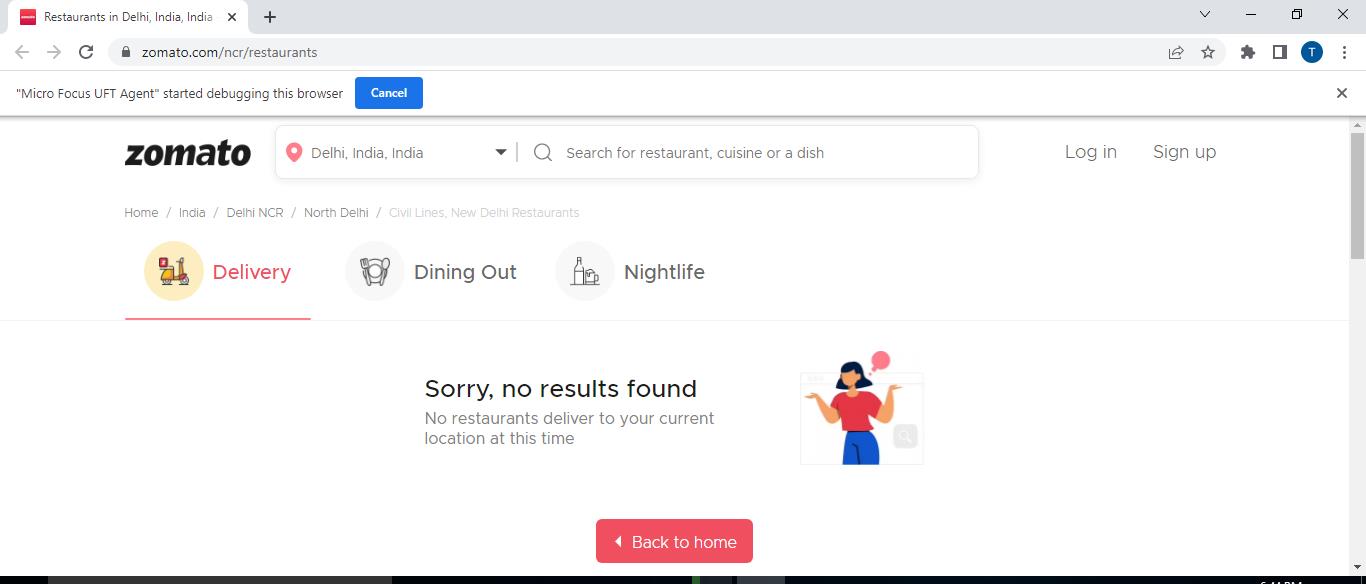 Restaurants in Delhi, India, India
zomato.com/ncr/restaurants
T
"Micro Focus UFT Agent" started debugging this browser
Cancel
zomato
Delhi, India, India
Search for restaurant, cuisine or a dish
Log in
Sign up
Home / India / Delhi NCR / North Delhi / Civil Lines, New Delhi Restaurants
Delivery
Dining Out
Nightlife
Sorry, no results found
No restaurants deliver to your current
location at this time
Back to home